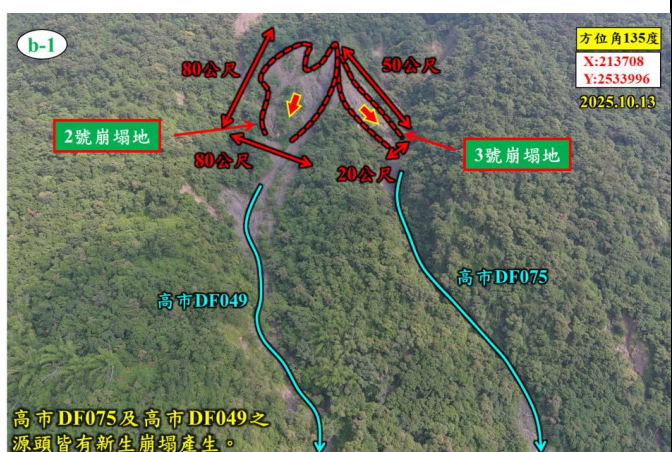 b-1
方位角135度
X:213708
Y:2533996
2025.10.13
80公尺
50公尺
2號崩塌地
80公尺
20公尺
3號崩塌地
高市DF049
高市DF075
高市DF075及高市DF049之
源頭皆有新生崩塌產生。